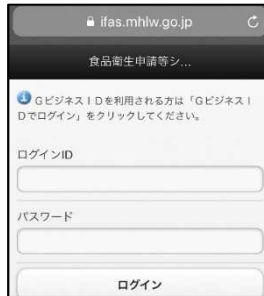 ifas.mhlw.go.jp
食品衛生申請等シ...
GビジネスIDを利用される方は「GビジネスI
Dでログイン」をクリックしてください。
ログインID
パスワード
ログイン